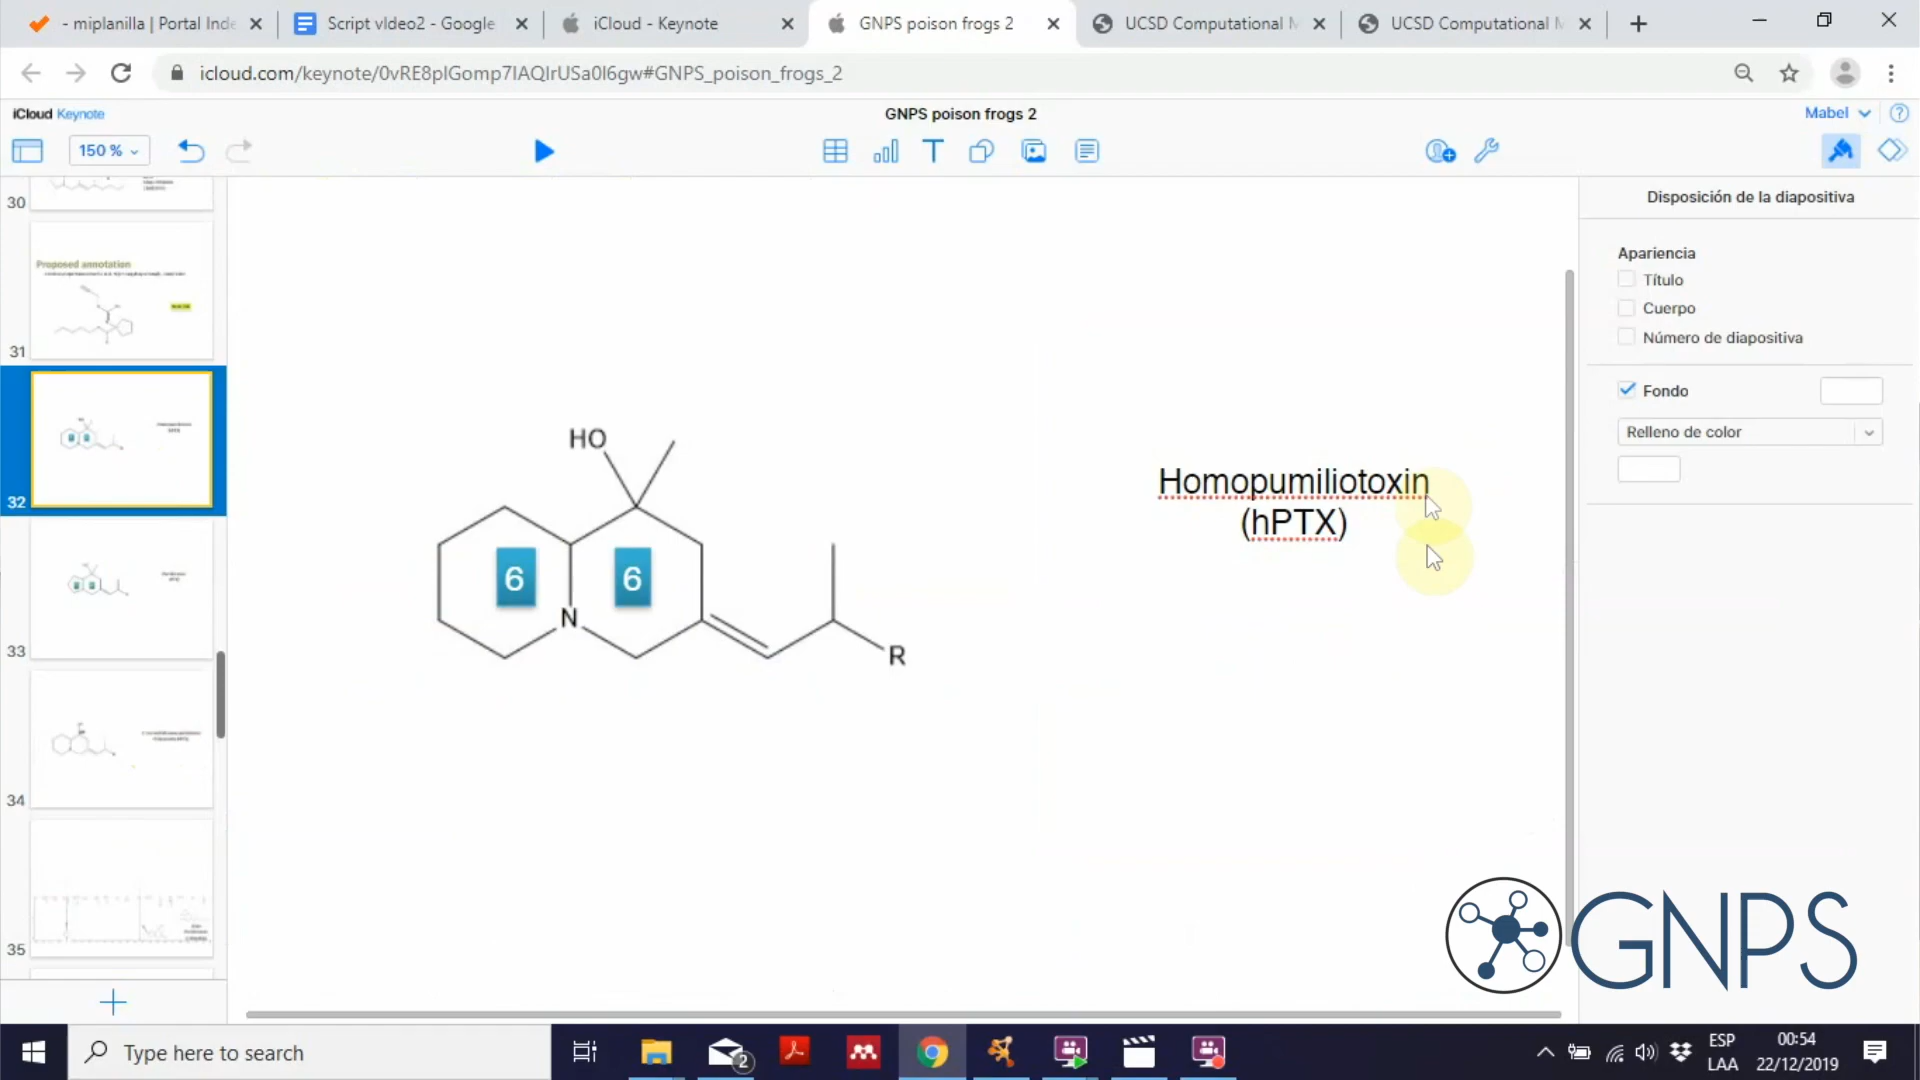 - miplanilla | Portal Inde
Script vIdeo2 - Google
iCloud - Keynote
GNPS poison frogs 2
UCSD Computational M
UCSD Computational M
icloud.com/keynote/0vRE8plGomp7IAQIrUSa0I6gw#GNPS_poison_frogs_2
iCloud Keynote
GNPS poison frogs 2
Mabel
150 %
Disposición de la diapositiva
Apariencia
Título
Cuerpo
Número de diapositiva
Fondo
Relleno de color
30
Proposed annotation
31
32
33
34
35
HO
6
6
N
R
Homopumiliotoxin
(hPTX)
GNPS
Type here to search
2
ESP
LAA
00:54
22/12/2019